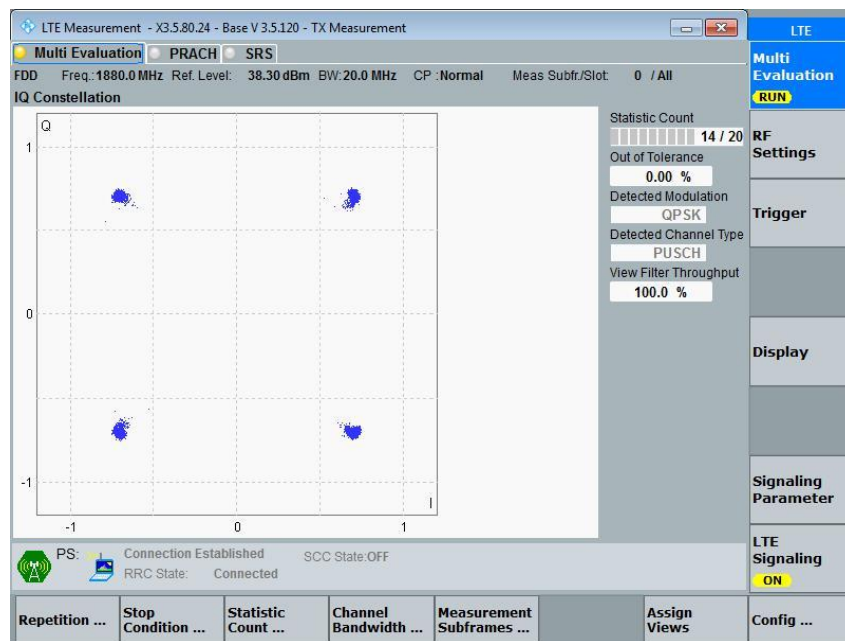 LTE Measurement - X3.5.80.24 - Base V 3.5.120 - TX Measurement
LTE
Multi Evaluation PRACH SRS
Multi
Evaluation
RUN
FDD Freq.:1880.0 MHz Ref. Level: 38.30 dBm BW:20.0 MHz CP :Normal Meas Subfr./Slot: 0 / All
IQ Constellation
Q
1
0
-1
I
-1 0 1
Statistic Count
14 / 20
Out of Tolerance
0.00 %
Detected Modulation
QPSK
Detected Channel Type
PUSCH
View Filter Throughput
100.0 %
RF
Settings
Trigger
Display
Signaling
Parameter
LTE
Signaling
ON
PS: Connection Established SCC State:OFF
RRC State: Connected
Repetition ...
Stop
Condition ...
Statistic
Count ...
Channel
Bandwidth ...
Measurement
Subframes ...
Assign
Views
Config ...